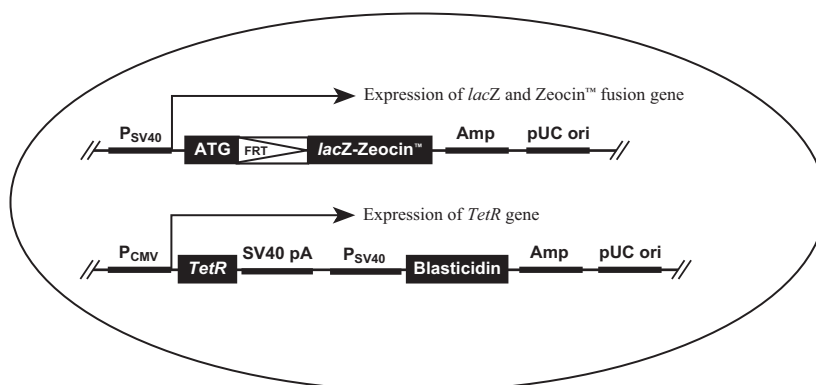 Expression of lacZ and Zeocin™ fusion gene
PSV40
Amp
pUC ori
ATG
FRT
lacZ-Zeocin™
Expression of TetR gene
PCMV
SV40 pA
PSV40
Amp
pUC ori
TetR
Blasticidin